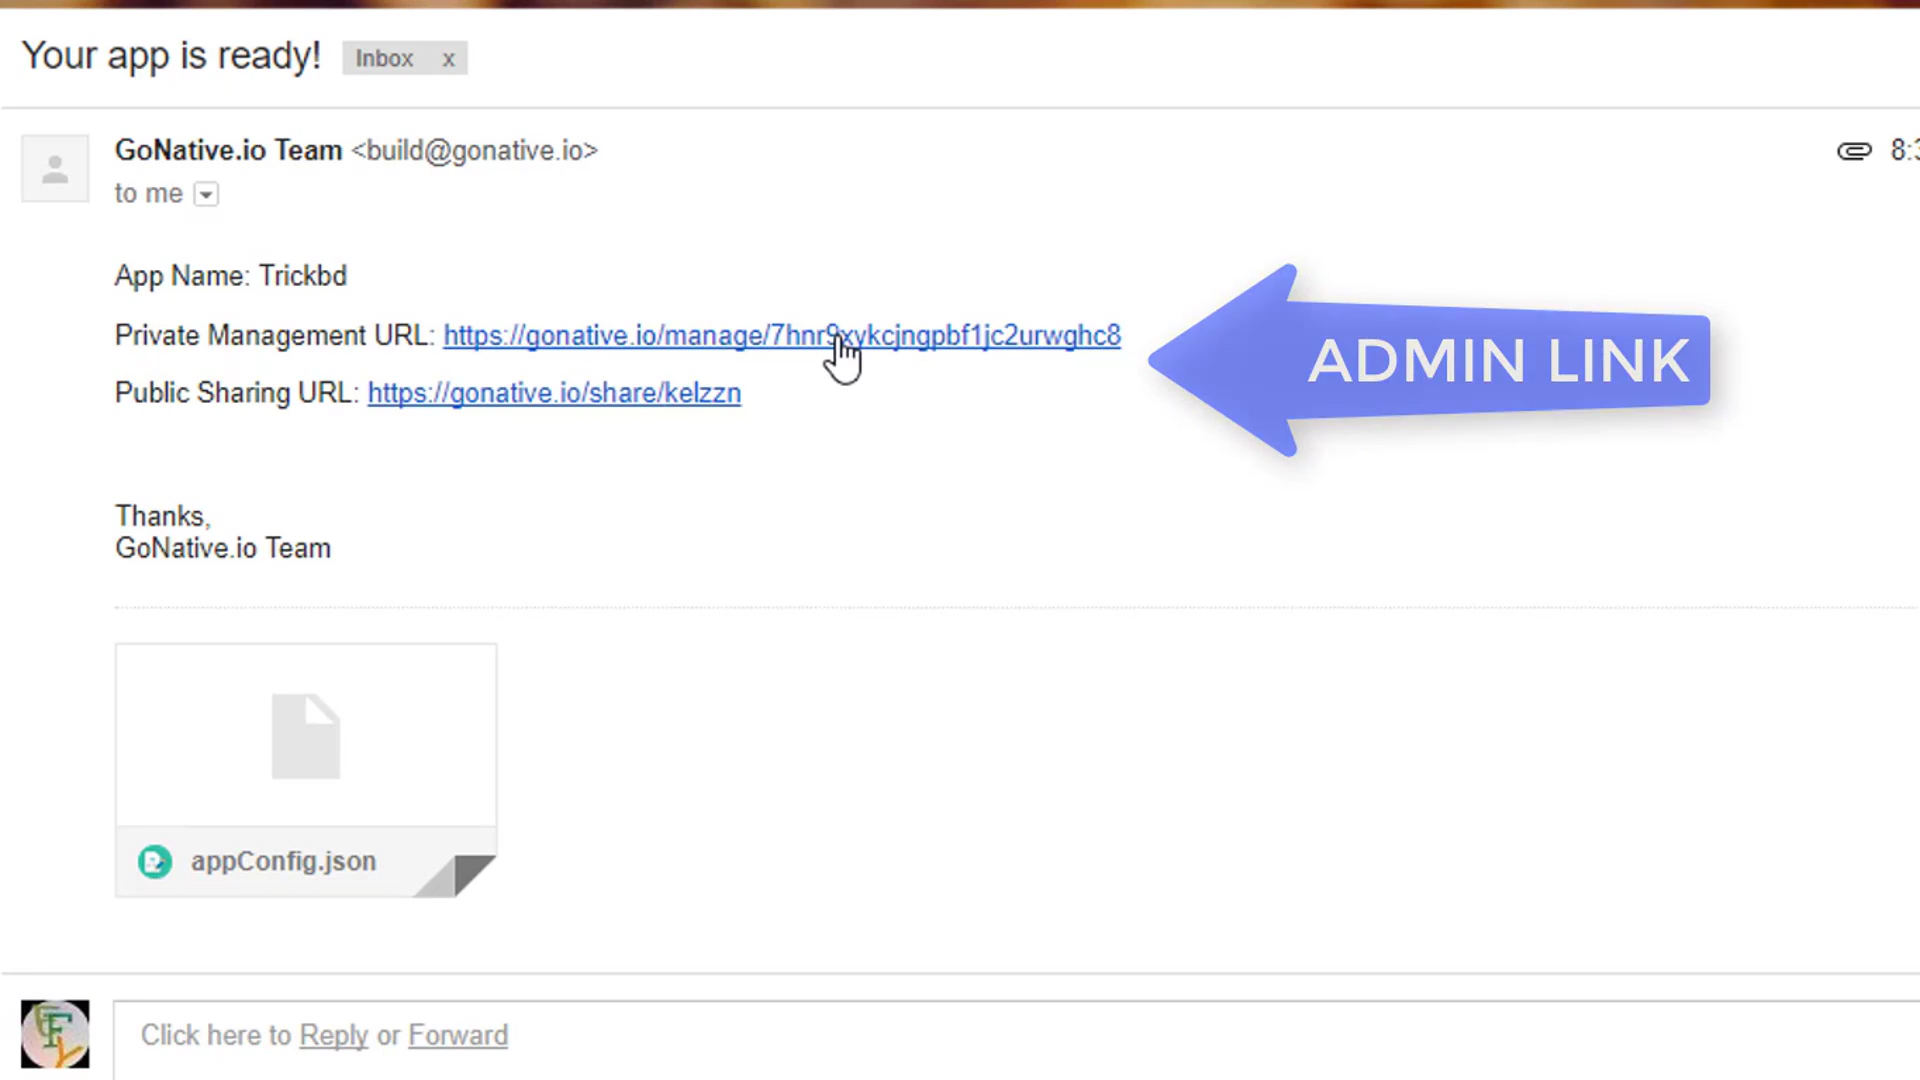 Your app is ready! Inbox x
GoNative.io Team <build@gonative.io>
8:3
to me
App Name: Trickbd
Private Management URL: https://gonative.io/manage/7hnr9xykcjngpbf1jc2urwghc8
ADMIN LINK
Public Sharing URL: https://gonative.io/share/kelzzn
Thanks,
GoNative.io Team
appConfig.json
Click here to Reply or Forward